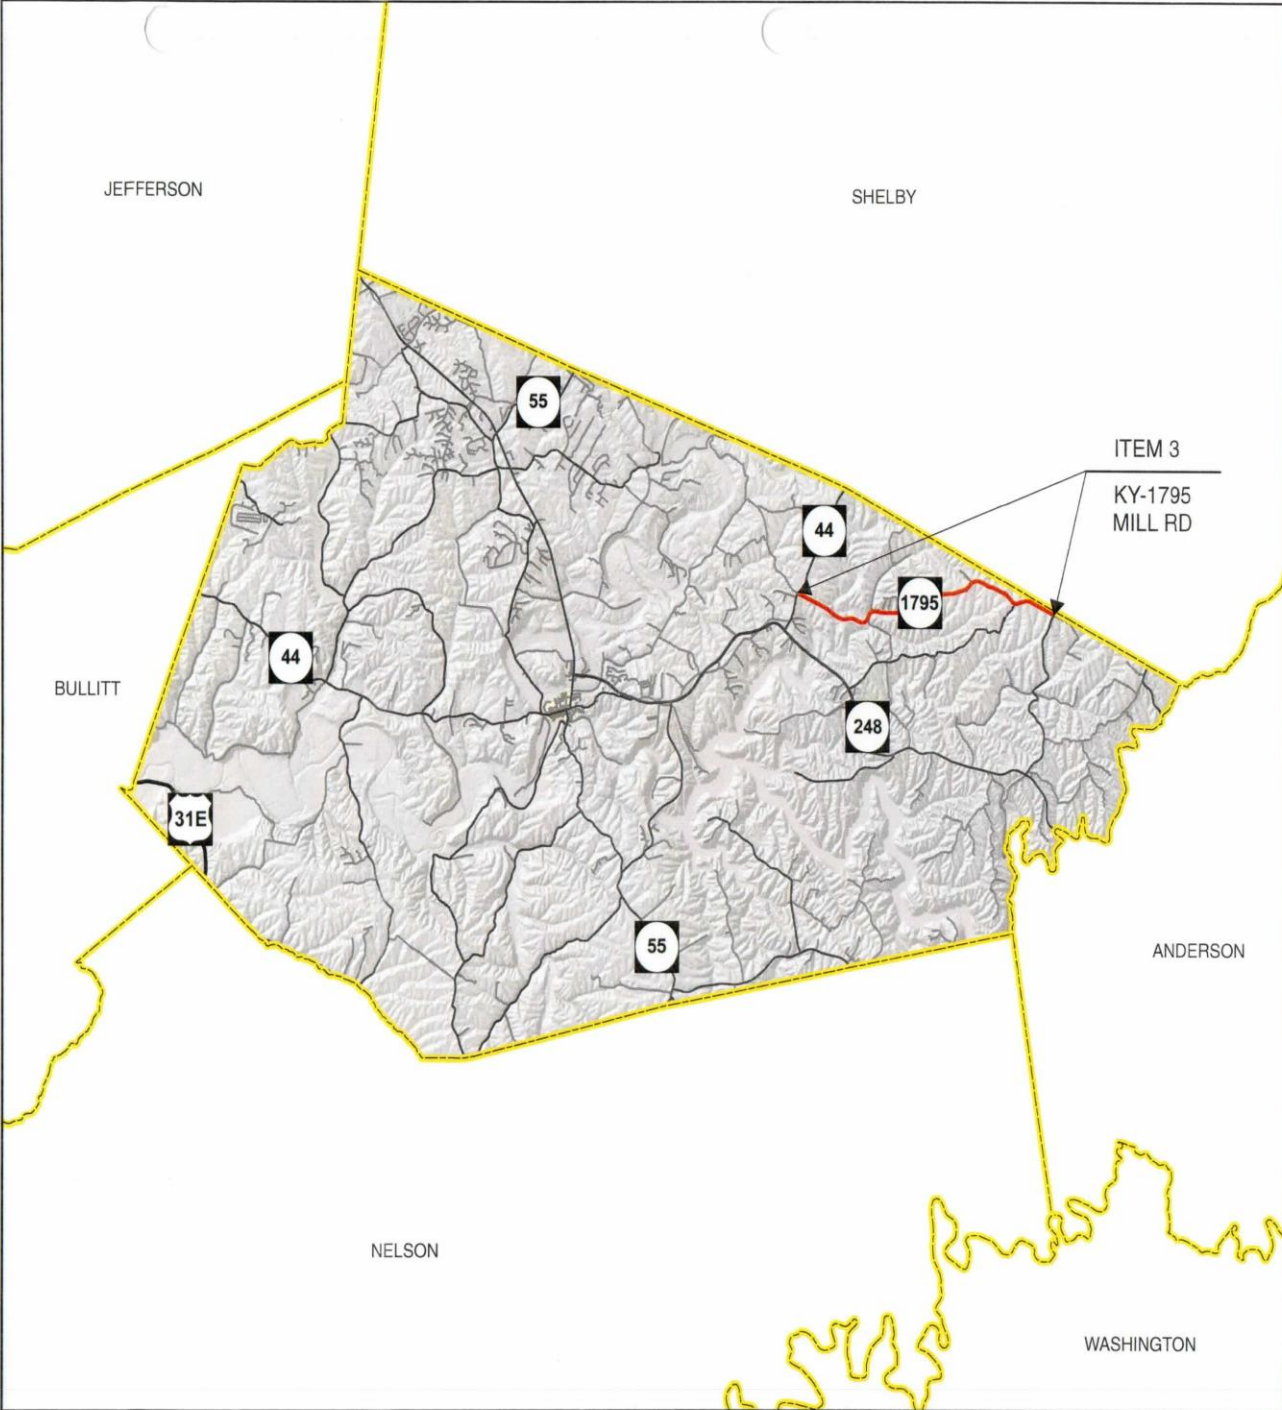 JEFFERSON
SHELBY
55
ITEM 3
KY-1795
MILL RD
44
1795
44
BULLITT
248
31E
55
ANDERSON
NELSON
WASHINGTON